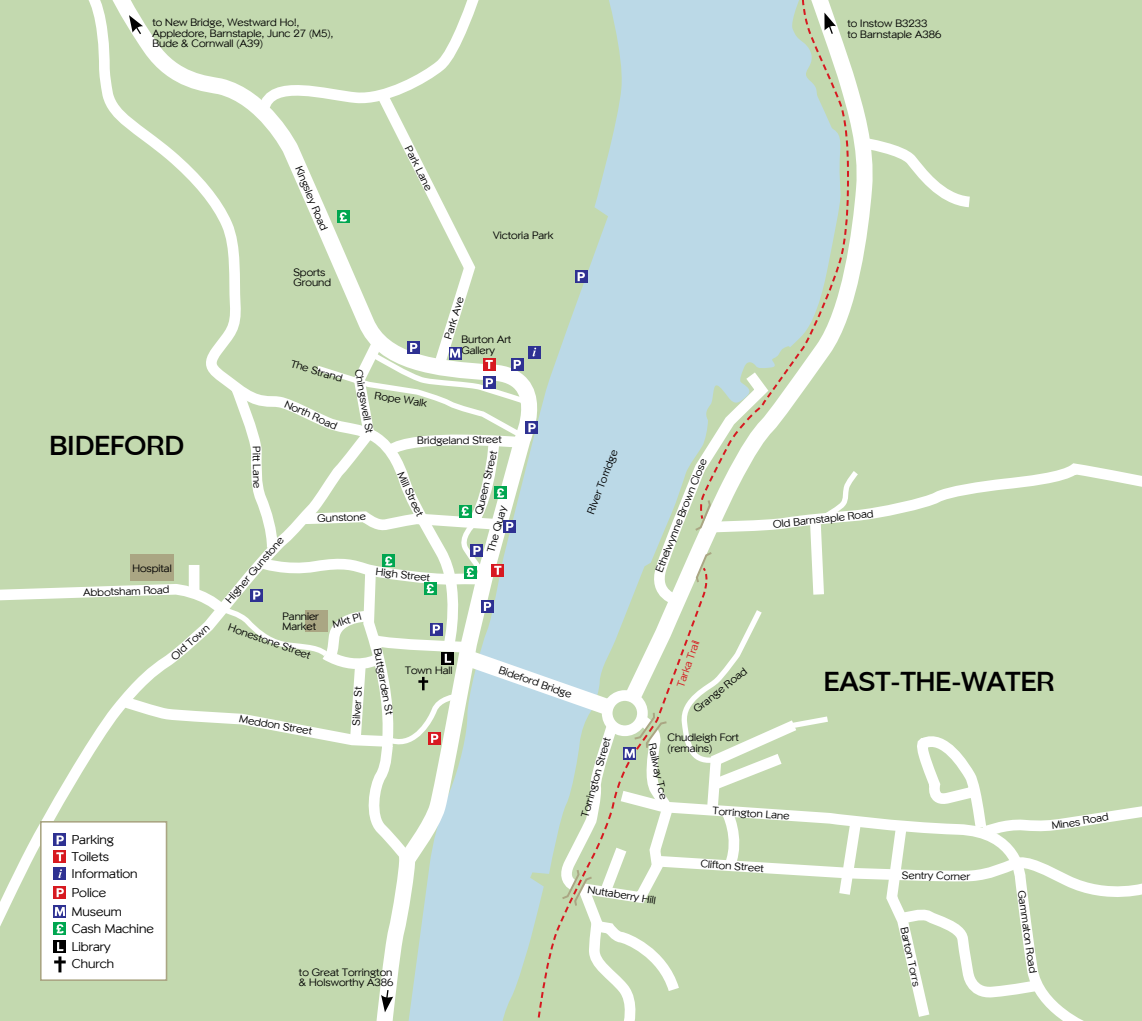 to New Bridge, Westward Ho!,
Appledore, Barnstaple, Junc 27 (M5),
Bude & Cornwall (A39)
to Instow B3233
to Barnstaple A386
Park Lane
Kingsley Road
£
Victoria Park
Sports
Ground
P
Park Ave
Burton Art
Gallery
P
M
T
P
i
P
The Strand
Chingswell St
Rope Walk
North Road
P
BIDEFORD
Bridgeland Street
Pitt Lane
Mill Street
Queen Street
£
£
The Quay
P
River Torridge
Ethelwynne Brown Close
Old Barnstaple Road
Gunstone
P
Higher Gunstone
Hospital
£
High Street
£
£
T
Abbotsham Road
P
P
Pannier
Market
Mkt Pl
P
Honestone Street
Old Town
L
Town Hall
Buttgarden St
Silver St
Bideford Bridge
Tarka Trail
Grange Road
EAST-THE-WATER
Meddon Street
P
Chudleigh Fort
(remains)
M
Railway Tce
Torrington Street
Torrington Lane
Mines Road
Clifton Street
Sentry Corner
Nuttaberry Hill
Gammaton Road
Barton Torrs
P Parking
T Toilets
i Information
P Police
M Museum
£ Cash Machine
L Library
Church
to Great Torrington
& Holsworthy A386